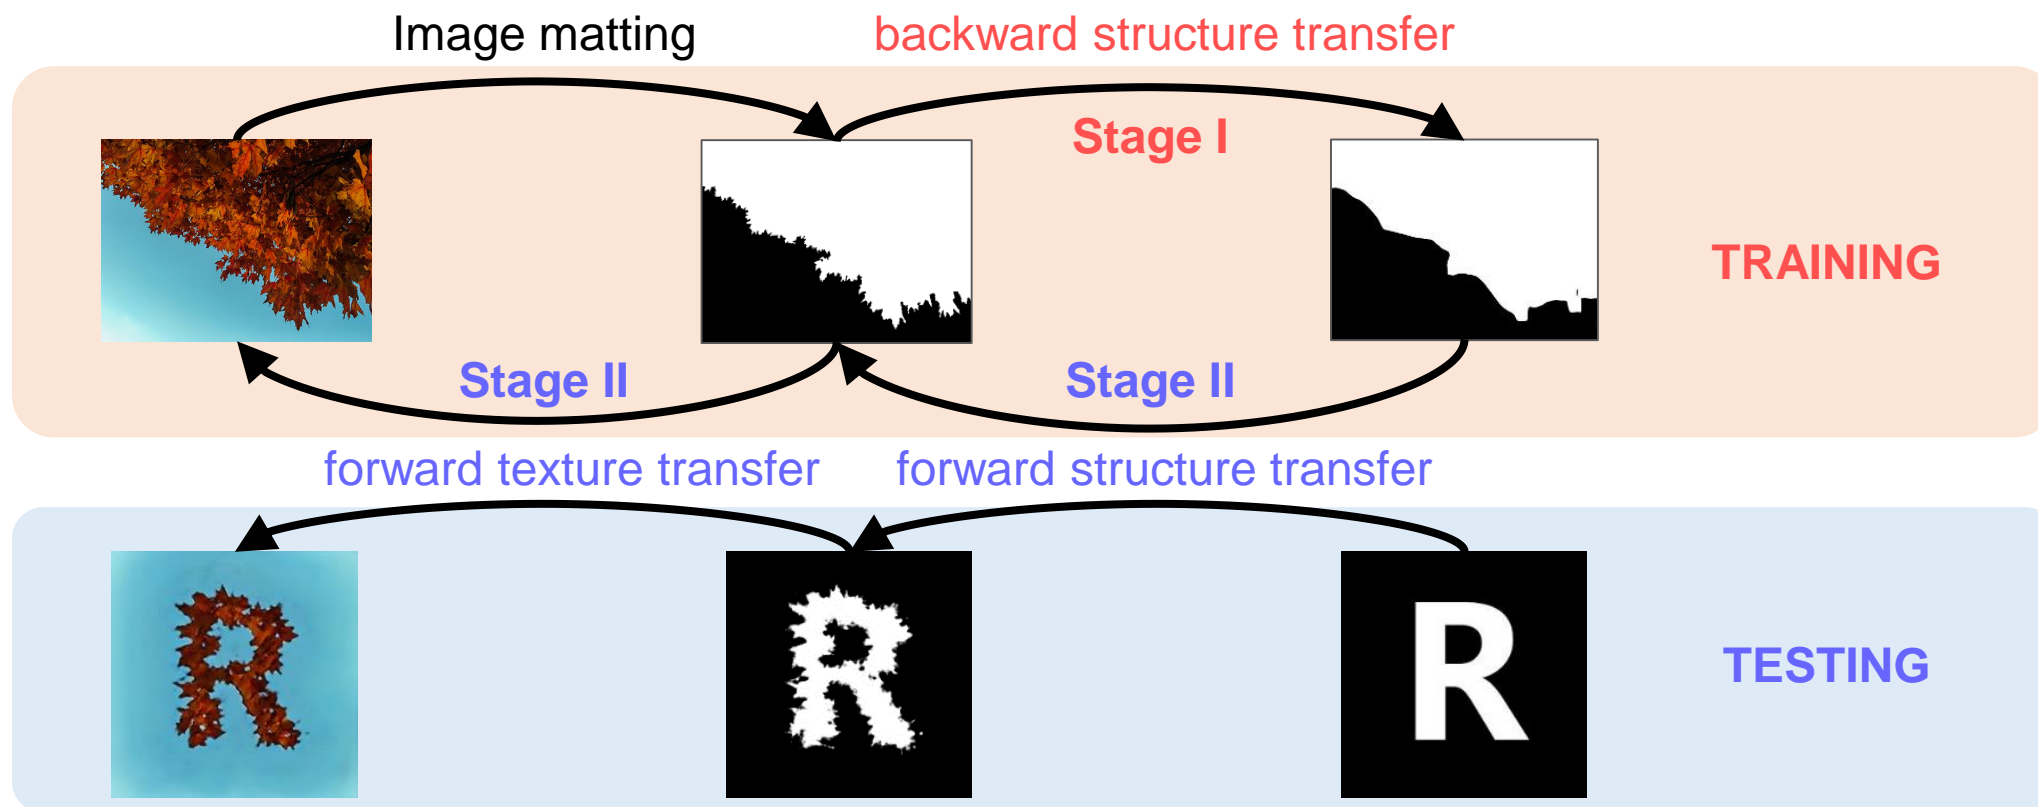 Image matting
backward structure transfer
Stage I
TRAINING
Stage II
Stage II
forward texture transfer
forward structure transfer
R
R
R
TESTING